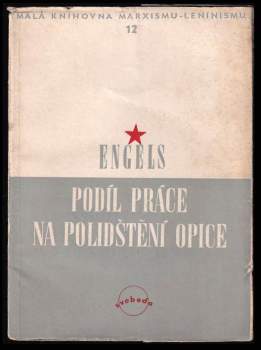 MALÁ KNIHOVNA MARXISMU-LENINISMU
12
ENGELS
PODÍL PRÁCE
NA POLIDŠTĚNÍ OPICE
svoboda